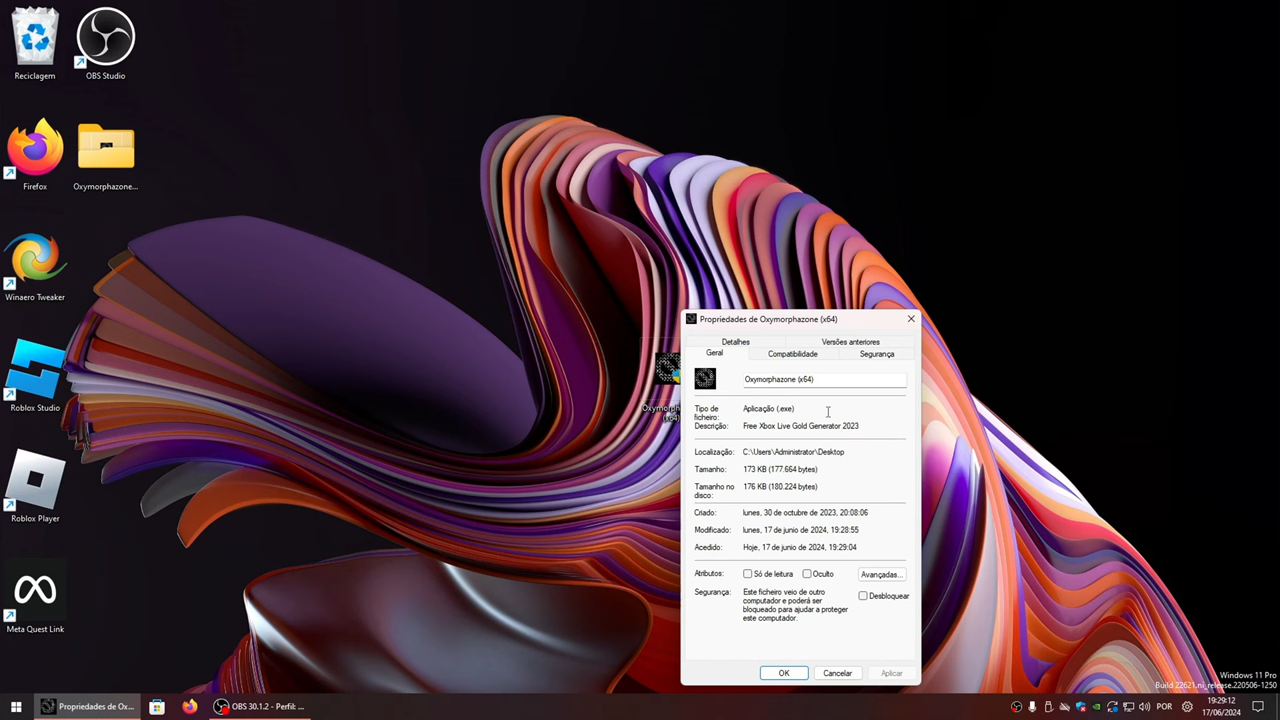 Reciclagem
OBS Studio
Firefox
Oxymorphazone...
Winaero Tweaker
Roblox Studio
Roblox Player
Meta Quest Link
Oxymorph
(x64)
Propriedades de Oxymorphazone (x64)
Detalhes
Versões anteriores
Geral
Compatibilidade
Segurança
Oxymorphazone (x64)
Tipo de
ficheiro:
Aplicação (.exe)
Descrição:
Free Xbox Live Gold Generator 2023
Localização:
C:\Users\Administrator\Desktop
Tamanho:
173 KB (177.664 bytes)
Tamanho no
disco:
176 KB (180.224 bytes)
Criado:
lunes, 30 de octubre de 2023, 20:08:06
Modificado:
lunes, 17 de junio de 2024, 19:28:55
Acedido:
Hoje, 17 de junio de 2024, 19:29:04
Atributos:
Só de leitura
Oculto
Avançadas...
Segurança:
Este ficheiro veio de outro
computador e poderá ser
bloqueado para ajudar a proteger
este computador.
Desbloquear
OK
Cancelar
Aplicar
Windows 11 Pro
Build 22621.ni_release.220506-1250
Propriedades de Ox...
OBS 30.1.2 - Perfil: ...
POR
19:29:12
17/06/2024